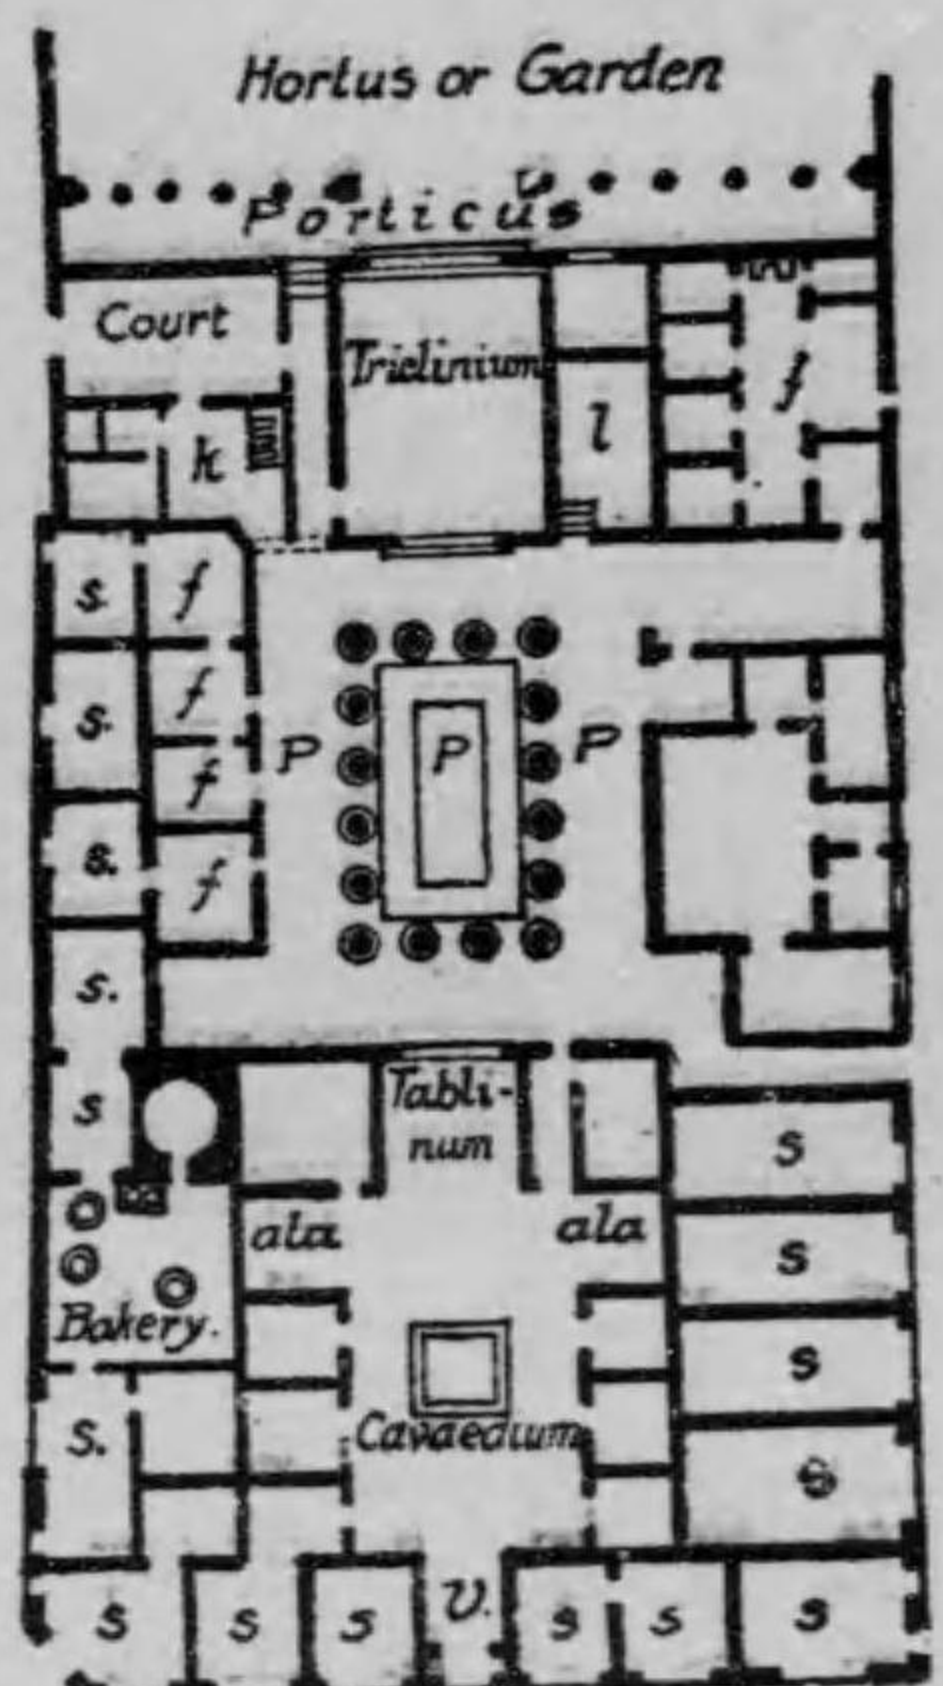 Hortus or Garden
Porticus
Court
Triclinium
f
l
k
s.
f
f
s.
P
P
P
f
s.
f
s.
Tabli-
num
s
s
ala
ala
s
Bakery.
s
Cavaedium
s.
s
s
s
s
v.
s
s
s